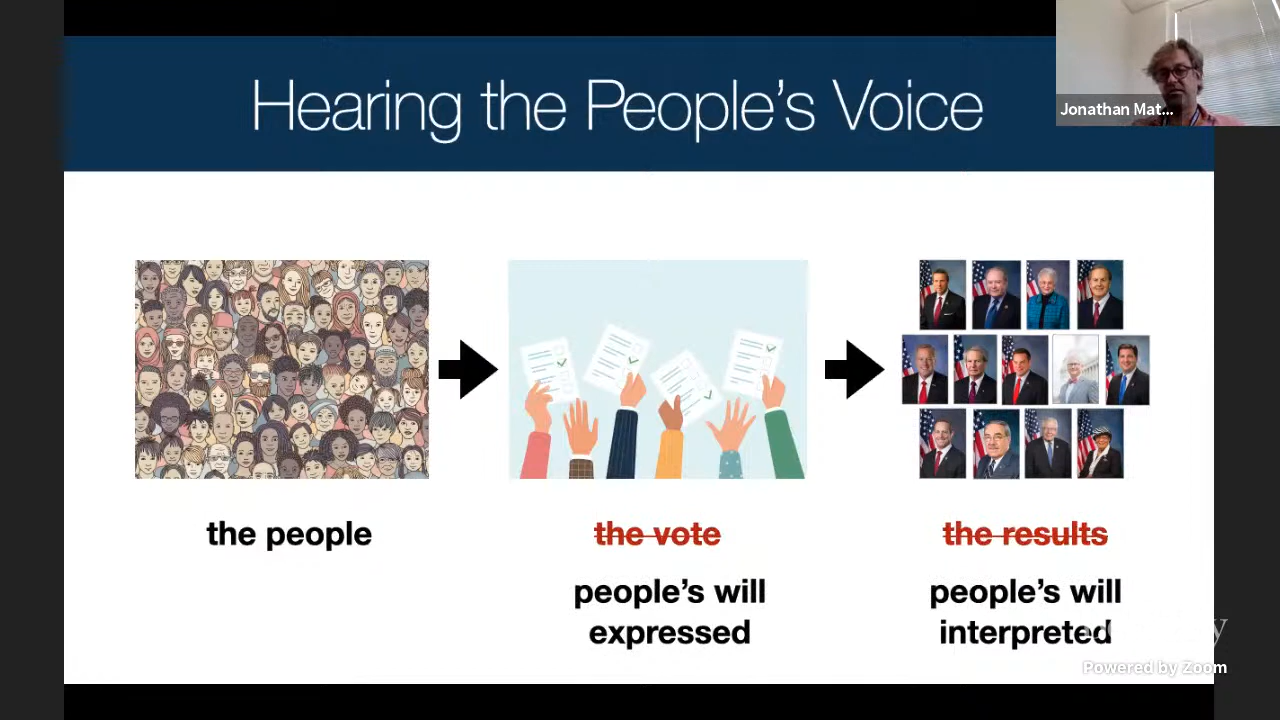 Hearing the People's Voice
Jonathan Mat...
the people
the vote
the results
people's will
expressed
people's will
interpreted
Powered by Zoom